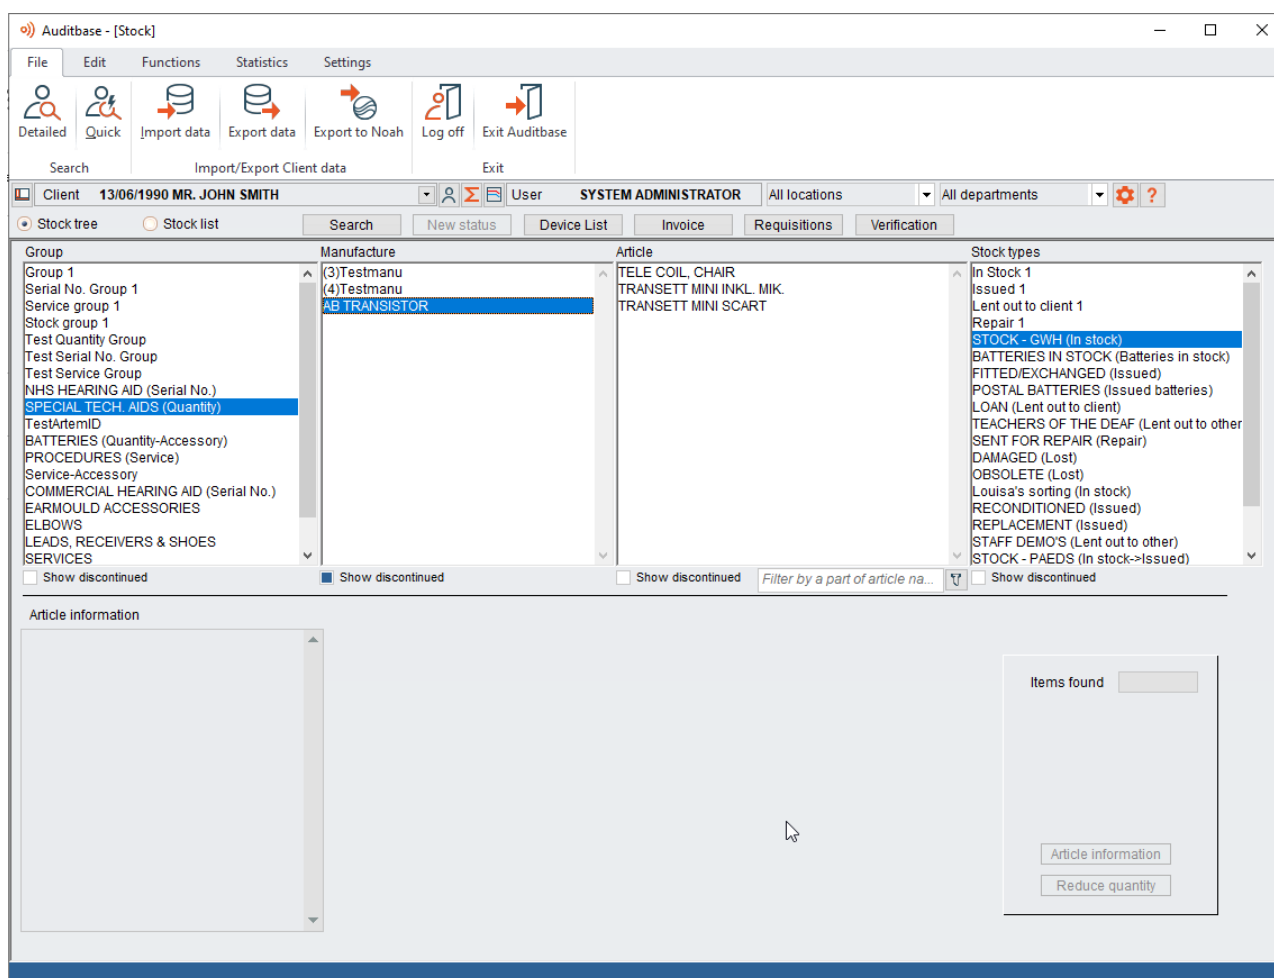 Auditbase - [Stock]
File Edit Functions Statistics Settings
Detailed Quick Import data Export data Export to Noah Log off Exit Auditbase
Search Import/Export Client data Exit
Client 13/06/1990 MR. JOHN SMITH User SYSTEM ADMINISTRATOR All locations All departments ?
Stock tree Stock list Search New status Device List Invoice Requisitions Verification
Group
Group 1
Serial No. Group 1
Service group 1
Stock group 1
Test Quantity Group
Test Serial No. Group
Test Service Group
NHS HEARING AID (Serial No.)
SPECIAL TECH. AIDS (Quantity)
TestArtemID
BATTERIES (Quantity-Accessory)
PROCEDURES (Service)
Service-Accessory
COMMERCIAL HEARING AID (Serial No.)
EARMOULD ACCESSORIES
ELBOWS
LEADS, RECEIVERS & SHOES
SERVICES
Show discontinued
Manufacture
(3)Testmanu
(4)Testmanu
AB TRANSISTOR
Show discontinued
Article
TELE COIL, CHAIR
TRANSETT MINI INKL. MIK.
TRANSETT MINI SCART
Show discontinued Filter by a part of article na...
Stock types
In Stock 1
Issued 1
Lent out to client 1
Repair 1
STOCK - GWH (In stock)
BATTERIES IN STOCK (Batteries in stock)
FITTED/EXCHANGED (Issued)
POSTAL BATTERIES (Issued batteries)
LOAN (Lent out to client)
TEACHERS OF THE DEAF (Lent out to other
SENT FOR REPAIR (Repair)
DAMAGED (Lost)
OBSOLETE (Lost)
Louisa's sorting (In stock)
RECONDITIONED (Issued)
REPLACEMENT (Issued)
STAFF DEMO'S (Lent out to other)
STOCK - PAEDS (In stock->Issued)
Show discontinued
Article information
Items found
Article information
Reduce quantity